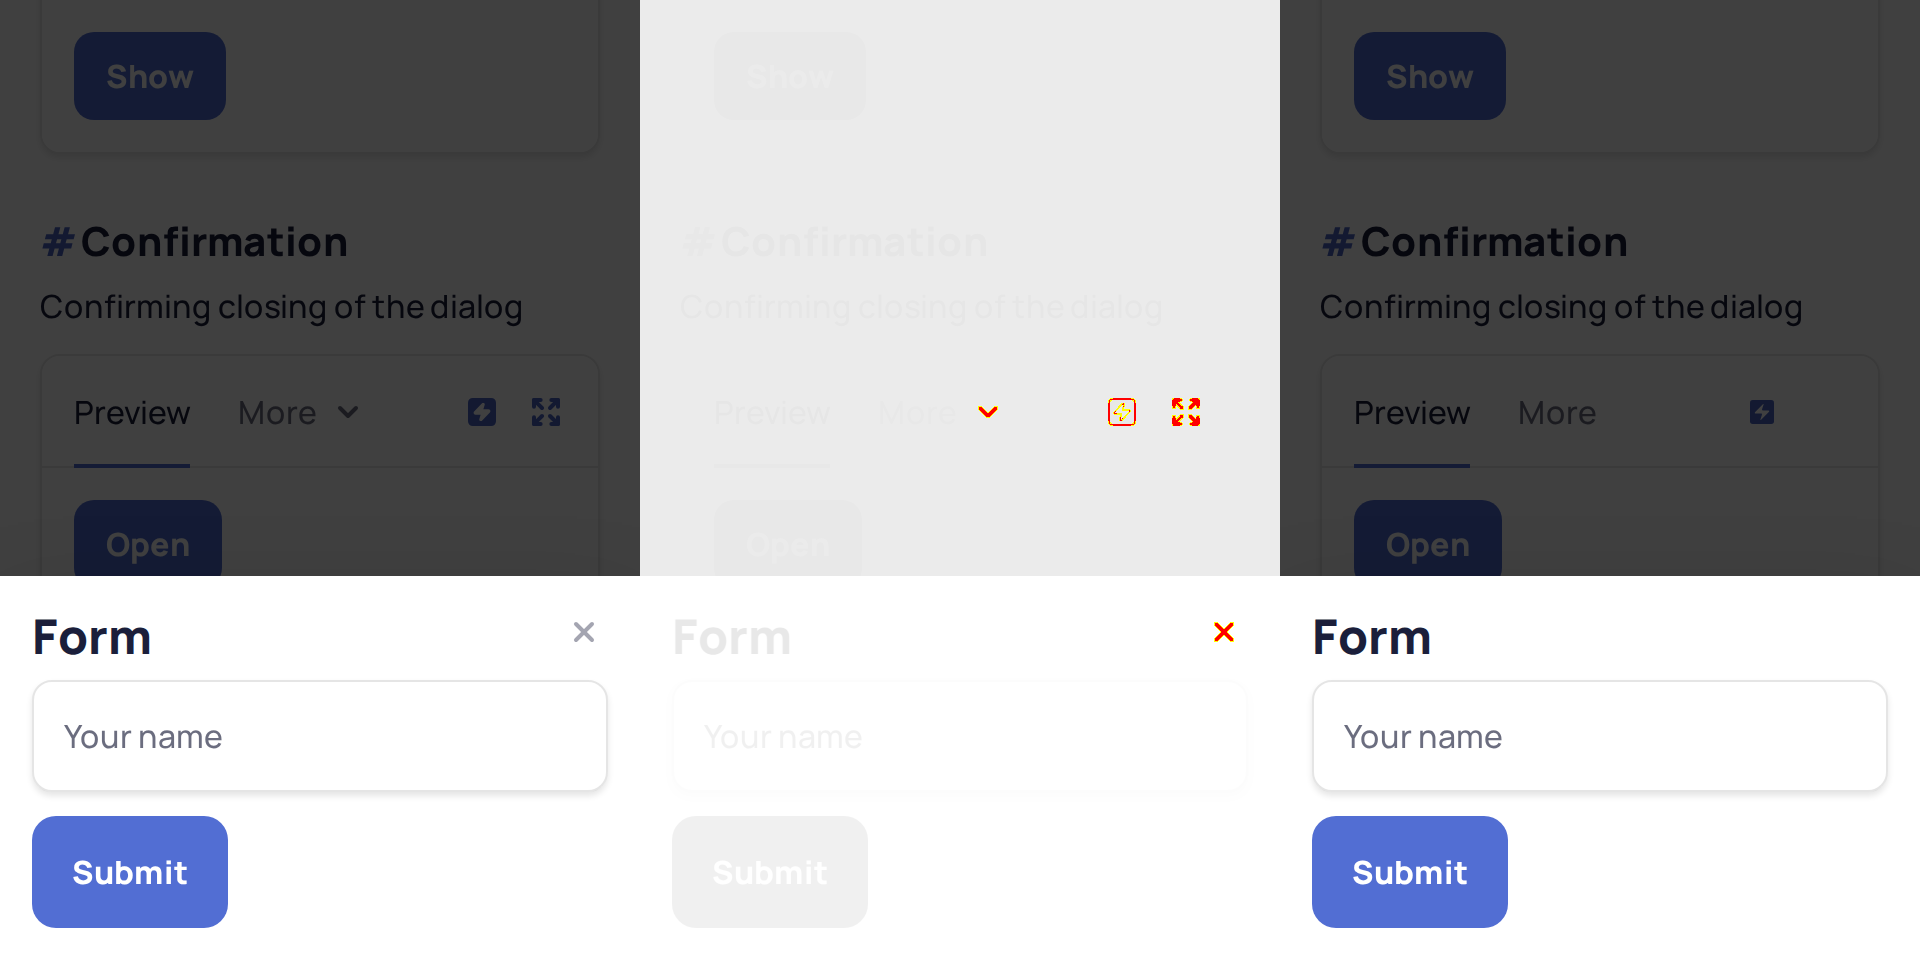 Show
# Confirmation
Confirming closing of the dialog
Preview More
Open
Form
Your name
Submit
Show
# Confirmation
Confirming closing of the dialog
Preview More
Open
Form
Your name
Submit
Show
# Confirmation
Confirming closing of the dialog
Preview More
Open
Form
Your name
Submit